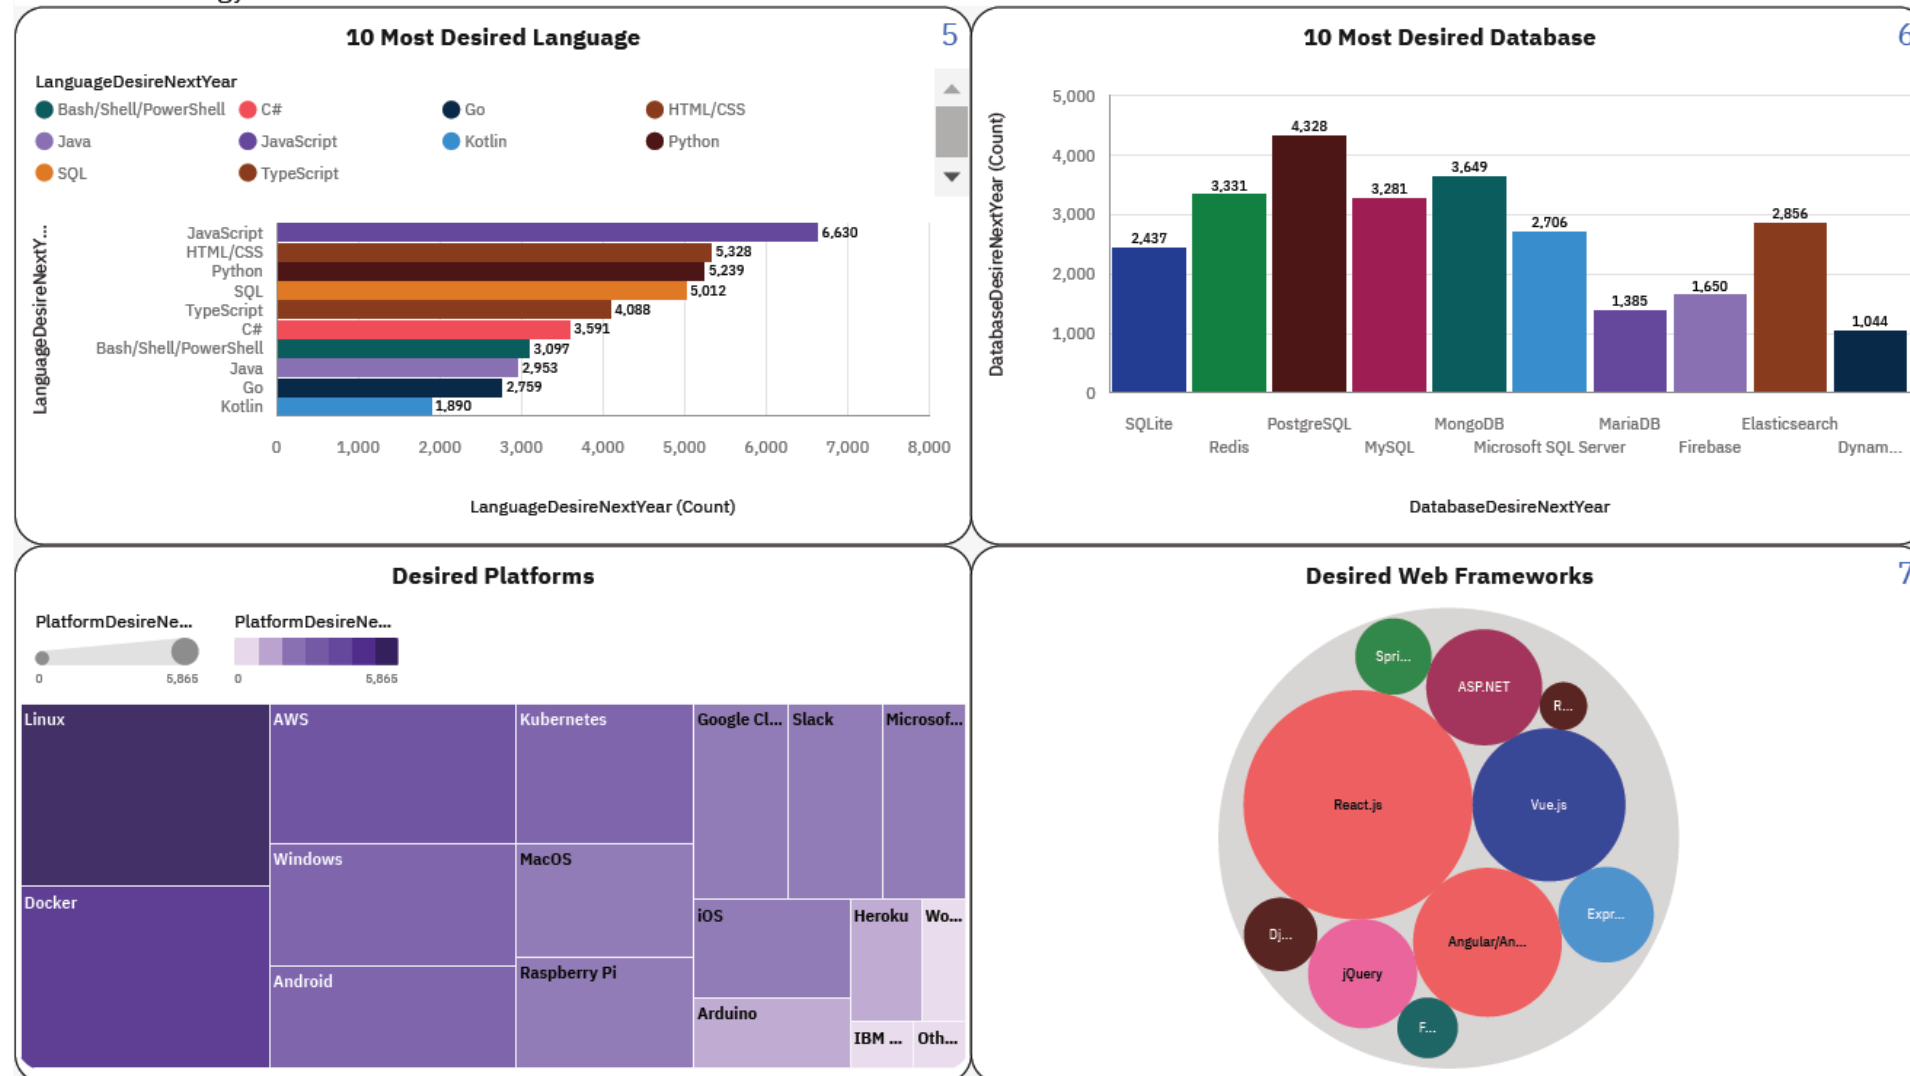 10 Most Desired Language
5
LanguageDesireNextYear
Bash/Shell/PowerShell C# Go HTML/CSS
Java JavaScript Kotlin Python
SQL TypeScript
LanguageDesireNextY...
JavaScript 6,630
HTML/CSS 5,328
Python 5,239
SQL 5,012
TypeScript 4,088
C# 3,591
Bash/Shell/PowerShell 3,097
Java 2,953
Go 2,759
Kotlin 1,890
0 1,000 2,000 3,000 4,000 5,000 6,000 7,000 8,000
LanguageDesireNextYear (Count)
10 Most Desired Database
6
DatabaseDesireNextYear (Count)
5,000
4,000
3,000
2,000
1,000
0
2,437
3,331
4,328
3,281
3,649
2,706
1,385
1,650
2,856
1,044
SQLite PostgreSQL MongoDB MariaDB Elasticsearch
Redis MySQL Microsoft SQL Server Firebase Dynam...
DatabaseDesireNextYear
Desired Platforms
PlatformDesireNe... PlatformDesireNe...
0 5,865 0 5,865
Linux
Docker
AWS
Windows
Android
Kubernetes
MacOS
Raspberry Pi
Google Cl...
Slack
Microsof...
iOS
Arduino
Heroku
Wo...
IBM ...
Oth...
Desired Web Frameworks
7
Spri...
ASP.NET
R...
React.js
Vue.js
Expr...
Dj...
Angular/An...
jQuery
F...